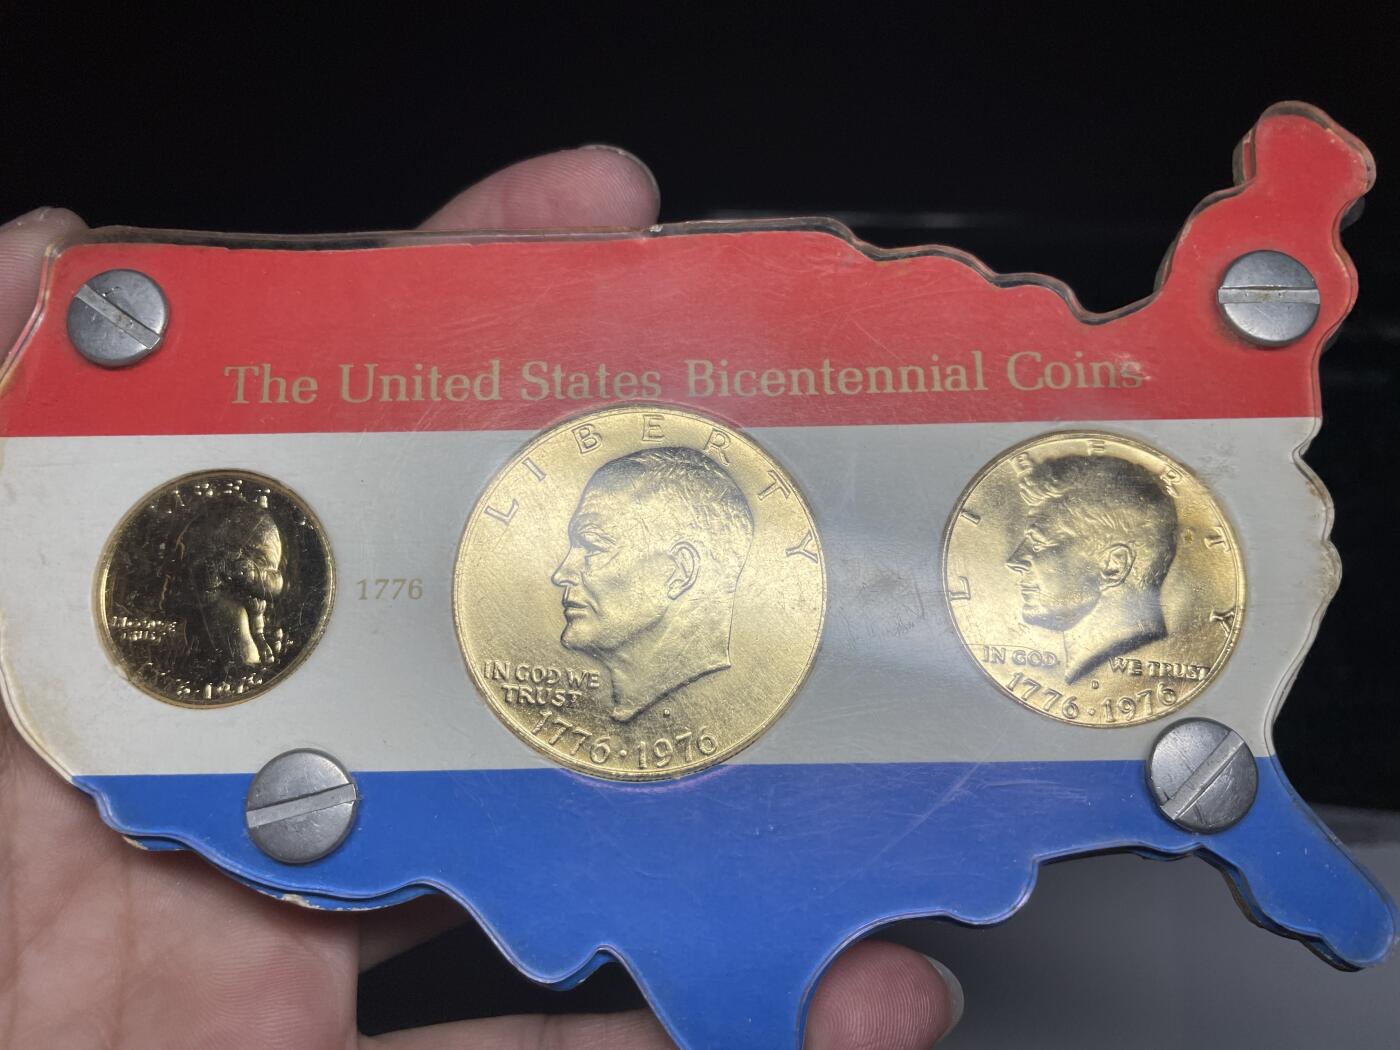 The United States Bicentennial Coins
1776
LIBERTY
IN GOD WE
TRUST
1776·1976
LIBERTY
IN GOD WE TRUST
D
1776·1976